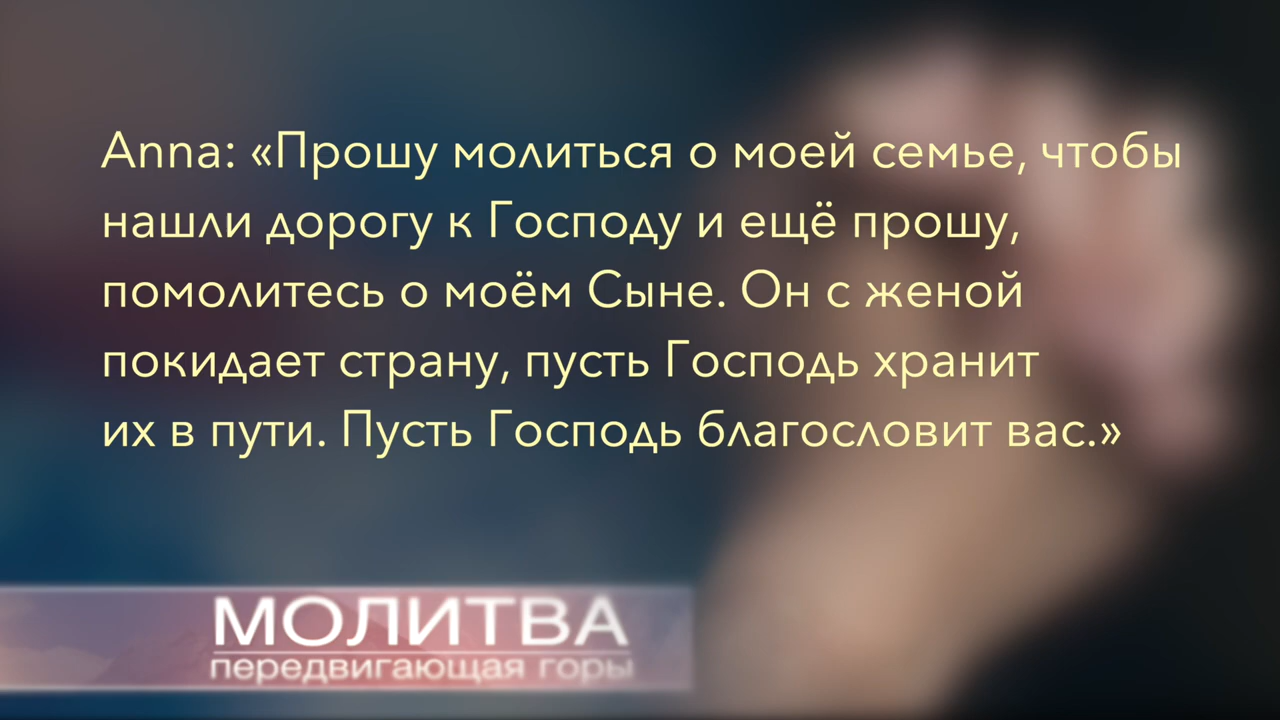 Anna: «Прошу молиться о моей семье, чтобы
нашли дорогу к Господу и ещё прошу,
помолитесь о моём Сыне. Он с женой
покидает страну, пусть Господь хранит
их в пути. Пусть Господь благословит вас.»
МОЛИТВА
передвигающая горы